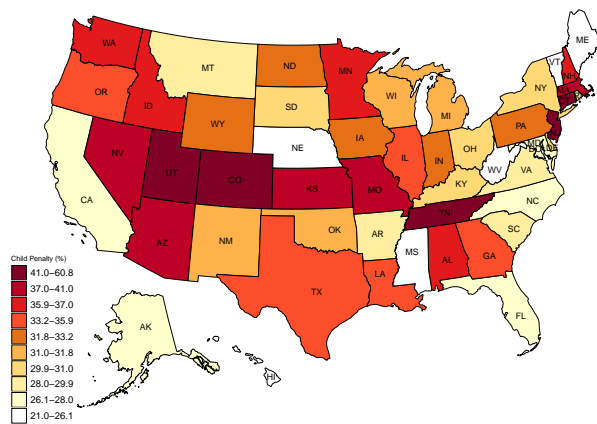 ME
WA
VT
NH
ND
MT
MN
OR
ID
WI
NY
MA
SD
MI
WY
PA
IA
NE
OH
NV
IL
IN
UT
CO
WV
VA
KS
MO
KY
CA
NC
TN
OK
AZ
NM
AR
SC
MS
AL
GA
LA
TX
FL
AK
HI
Child Penalty (%)
41.0–60.8
37.0–41.0
35.9–37.0
33.2–35.9
31.8–33.2
31.0–31.8
29.9–31.0
28.0–29.9
26.1–28.0
21.0–26.1